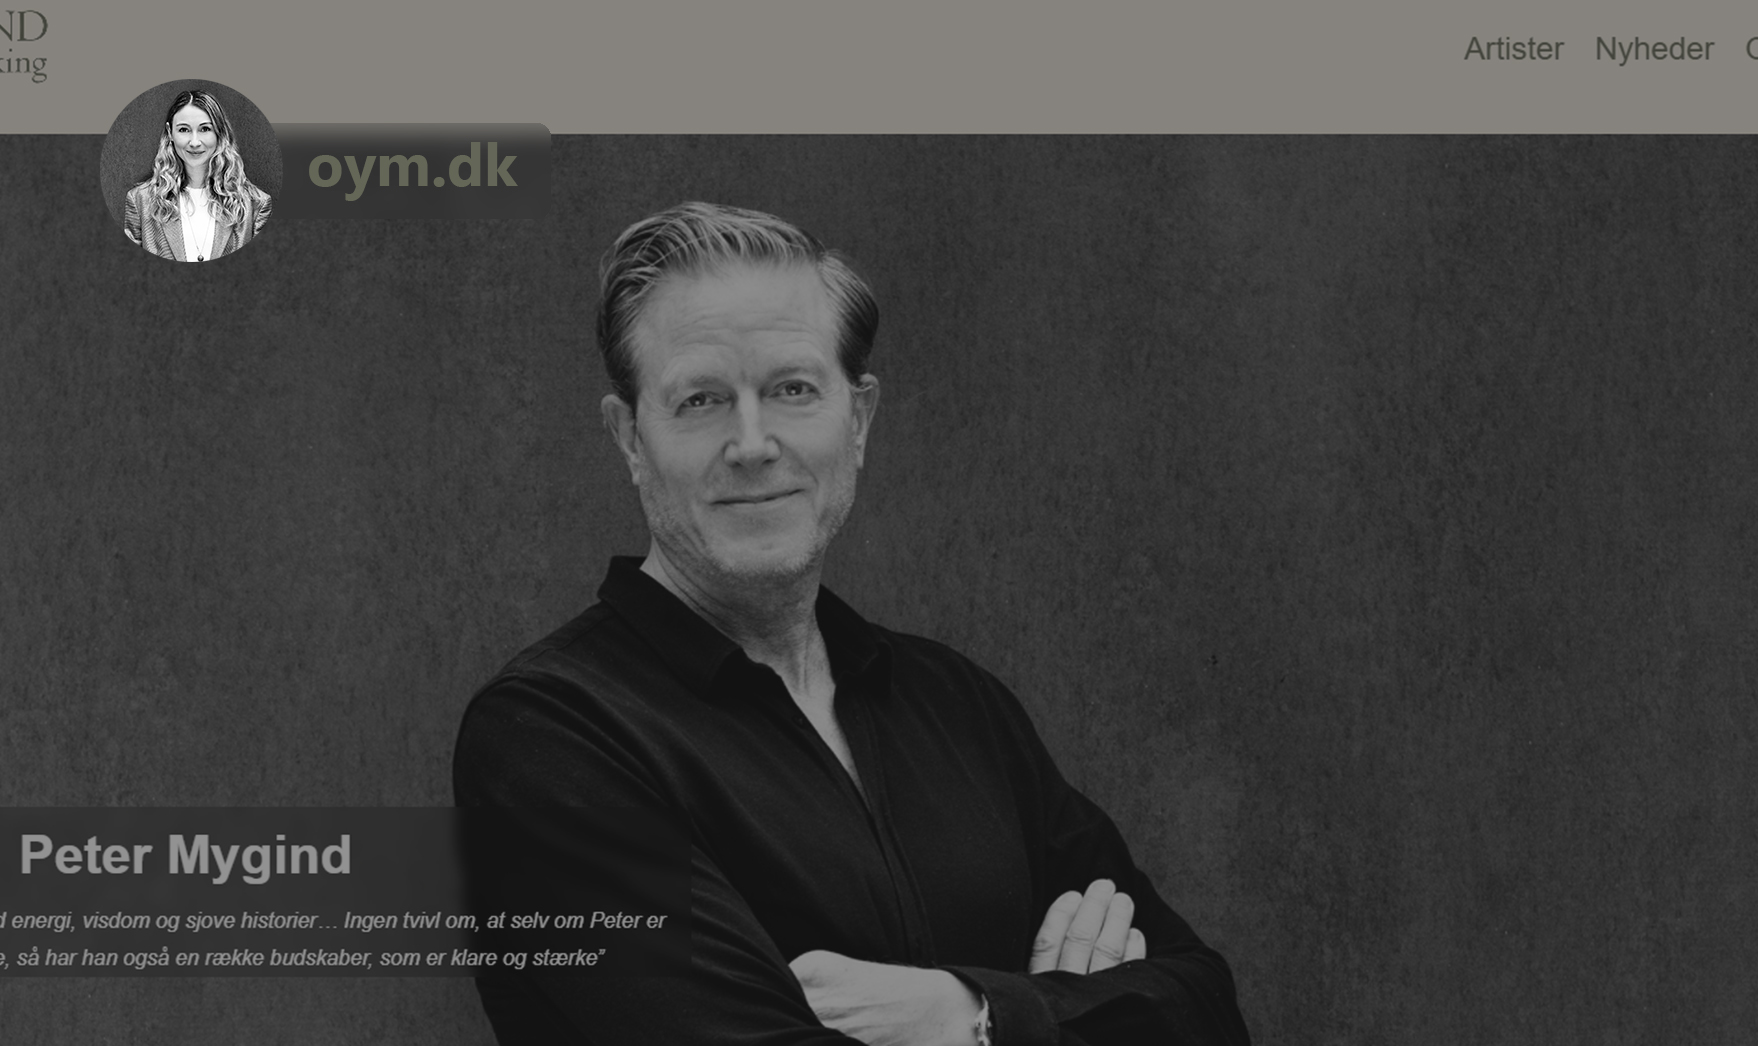 ND
king
Artister Nyheder
oym.dk
Peter Mygind
d energi, visdom og sjove historier… Ingen tvivl om, at selv om Peter er
e, så har han også en række budskaber, som er klare og stærke”